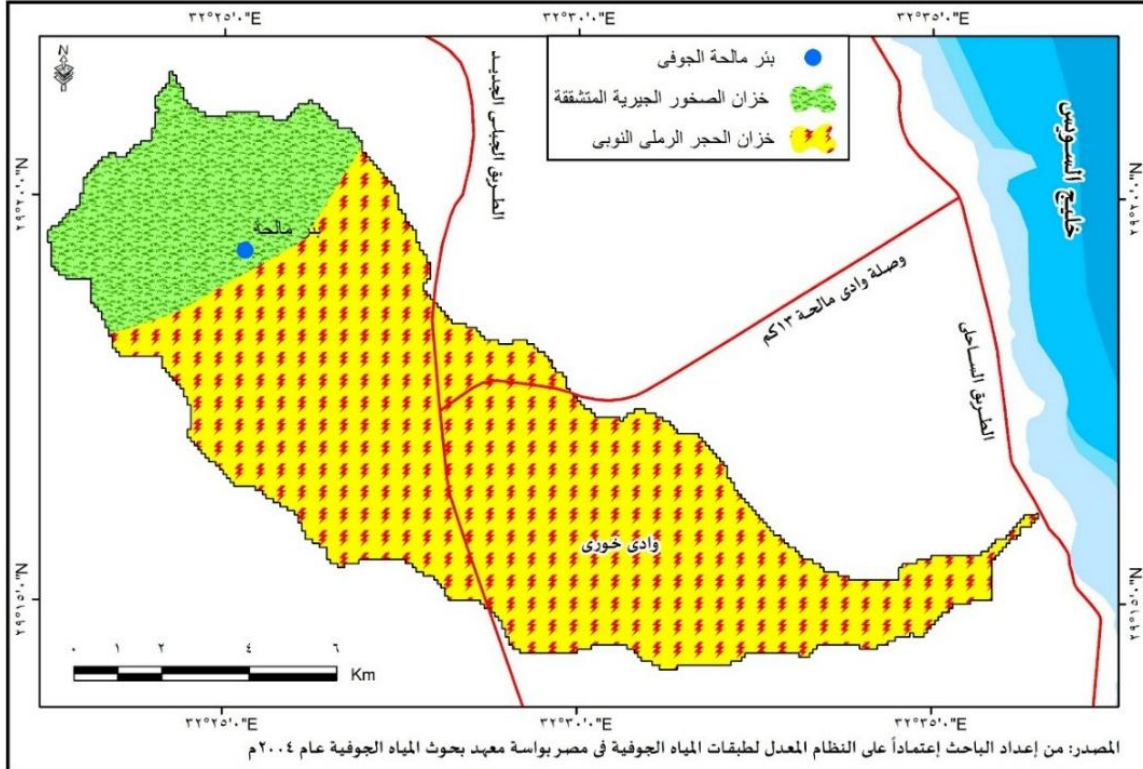 ٣٢°٢٥'٠"E
٣٢°٣٠'٠"E
٣٢°٣٥'٠"E
N
بئر مالحة الجوفى
خزان الصخور الجيرية المتشققة
خزان الحجر الرملى النوبى
الطريق الجبلى الجديد
خليج السويس
٢٩°٢٠'٠"N
٢٩°٢٠'٠"N
بئر مالحة
وصلة وادى مالحة ١٣كم
الطريق الساحلى
وادى خورى
٢٩°١٥'٠"N
٢٩°١٥'٠"N
٠ ١ ٢ ٤ ٦
Km
٣٢°٢٥'٠"E
٣٢°٣٠'٠"E
٣٢°٣٥'٠"E
المصدر: من إعداد الباحث إعتماداً على النظام المعدل لطبقات المياه الجوفية فى مصر بواسة معهد بحوث المياه الجوفية عام ٢٠٠٤م